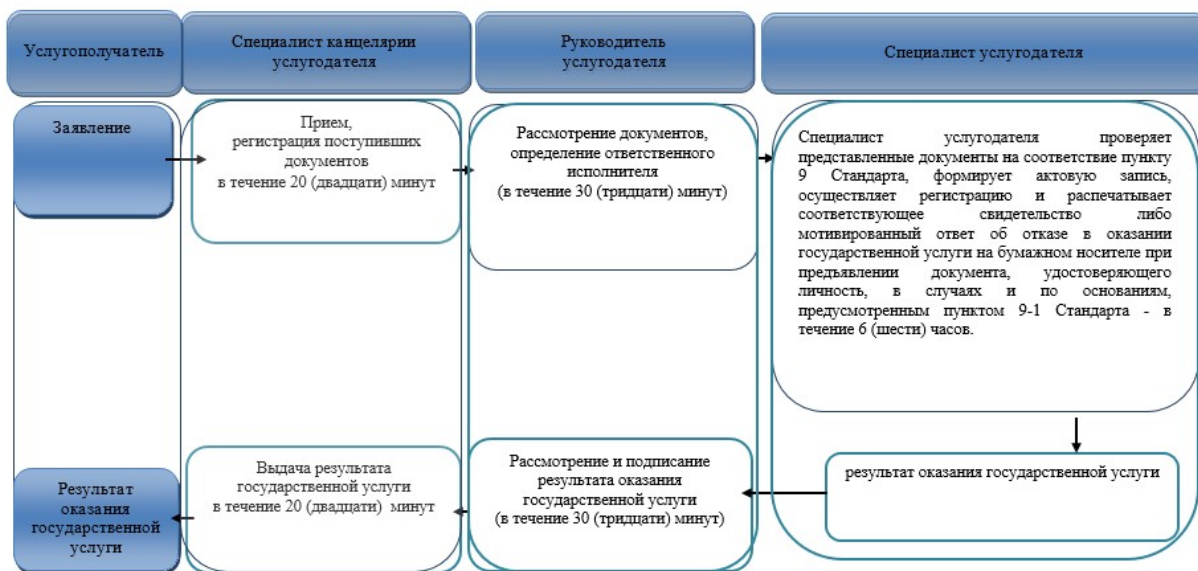 Услугополучатель
Специалист канцелярии
услугодателя
Руководитель
услугодателя
Специалист услугодателя
Заявление
Прием,
регистрация поступивших
документов
в течение 20 (двадцати) минут
Рассмотрение документов,
определение ответственного
исполнителя
(в течение 30 (тридцати) минут)
Специалист услугодателя проверяет
представленные документы на соответствие пункту
9 Стандарта, формирует актовую запись,
осуществляет регистрацию и распечатывает
соответствующее свидетельство либо
мотивированный ответ об отказе в оказании
государственной услуги на бумажном носителе при
предъявлении документа, удостоверяющего
личность, в случаях и по основаниям,
предусмотренным пунктом 9-1 Стандарта - в
течение 6 (шести) часов.
Результат
оказания
государственной
услуги
Выдача результата
государственной услуги
в течение 20 (двадцати) минут
Рассмотрение и подписание
результата оказания
государственной услуги
(в течение 30 (тридцати) минут)
результат оказания государственной услуги